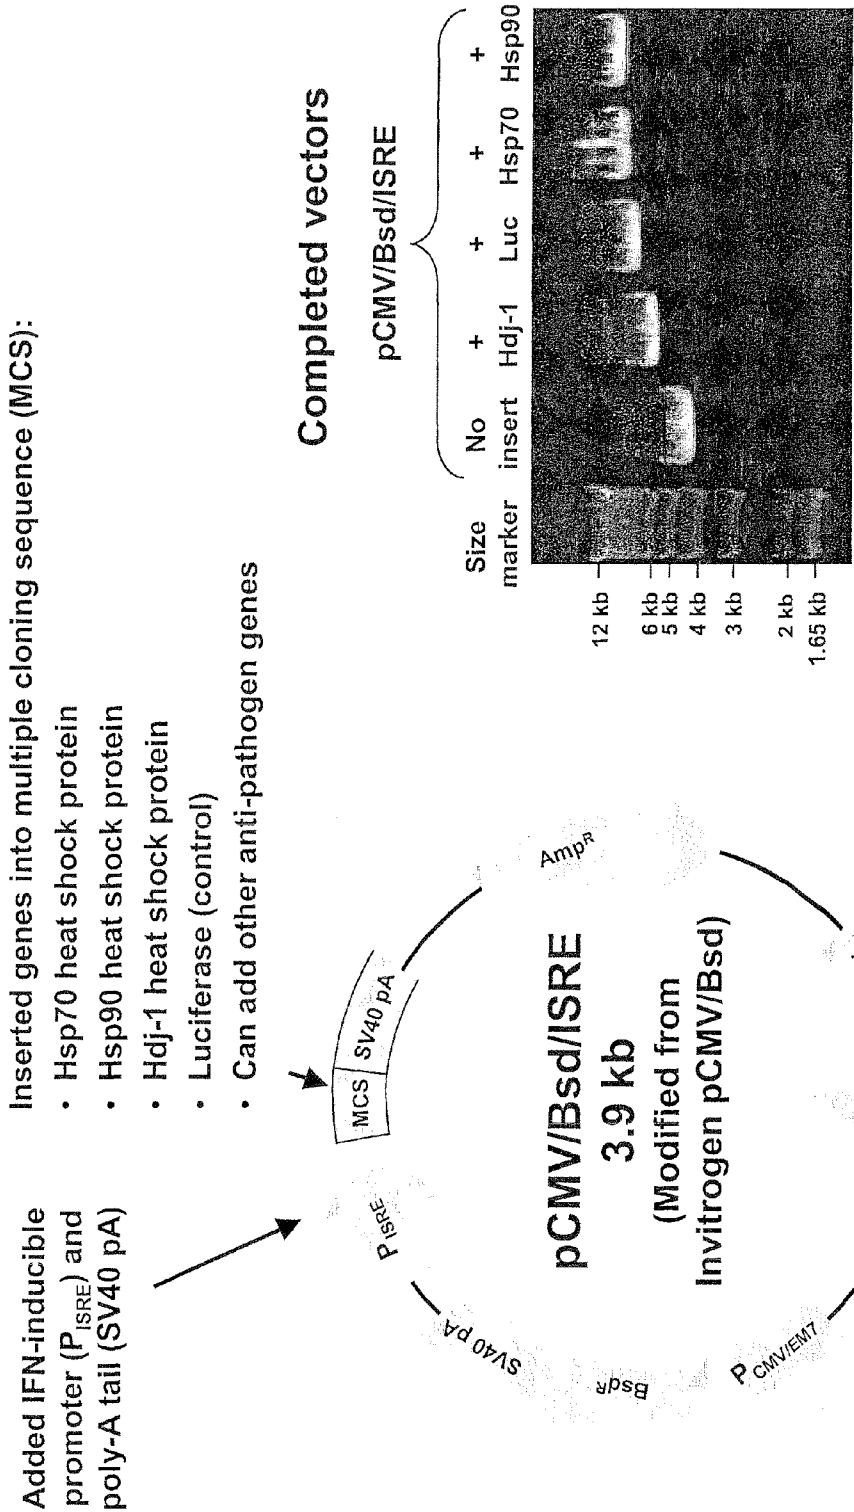 Added IFN-inducible
promoter (PISRE) and
poly-A tail (SV40 pA)
Inserted genes into multiple cloning sequence (MCS):
• Hsp70 heat shock protein
• Hsp90 heat shock protein
• Hdj-1 heat shock protein
• Luciferase (control)
• Can add other anti-pathogen genes
PISRE
MCS
SV40 pA
AmpR
SV40 pA
BsdR
PCMV/EM7
pCMV/Bsd/ISRE
3.9 kb
(Modified from
Invitrogen pCMV/Bsd)
Completed vectors
pCMV/Bsd/ISRE
Size
marker
No
insert
+
Hdj-1
+
Luc
+
Hsp70
+
Hsp90
12 kb
6 kb
5 kb
4 kb
3 kb
2 kb
1.65 kb